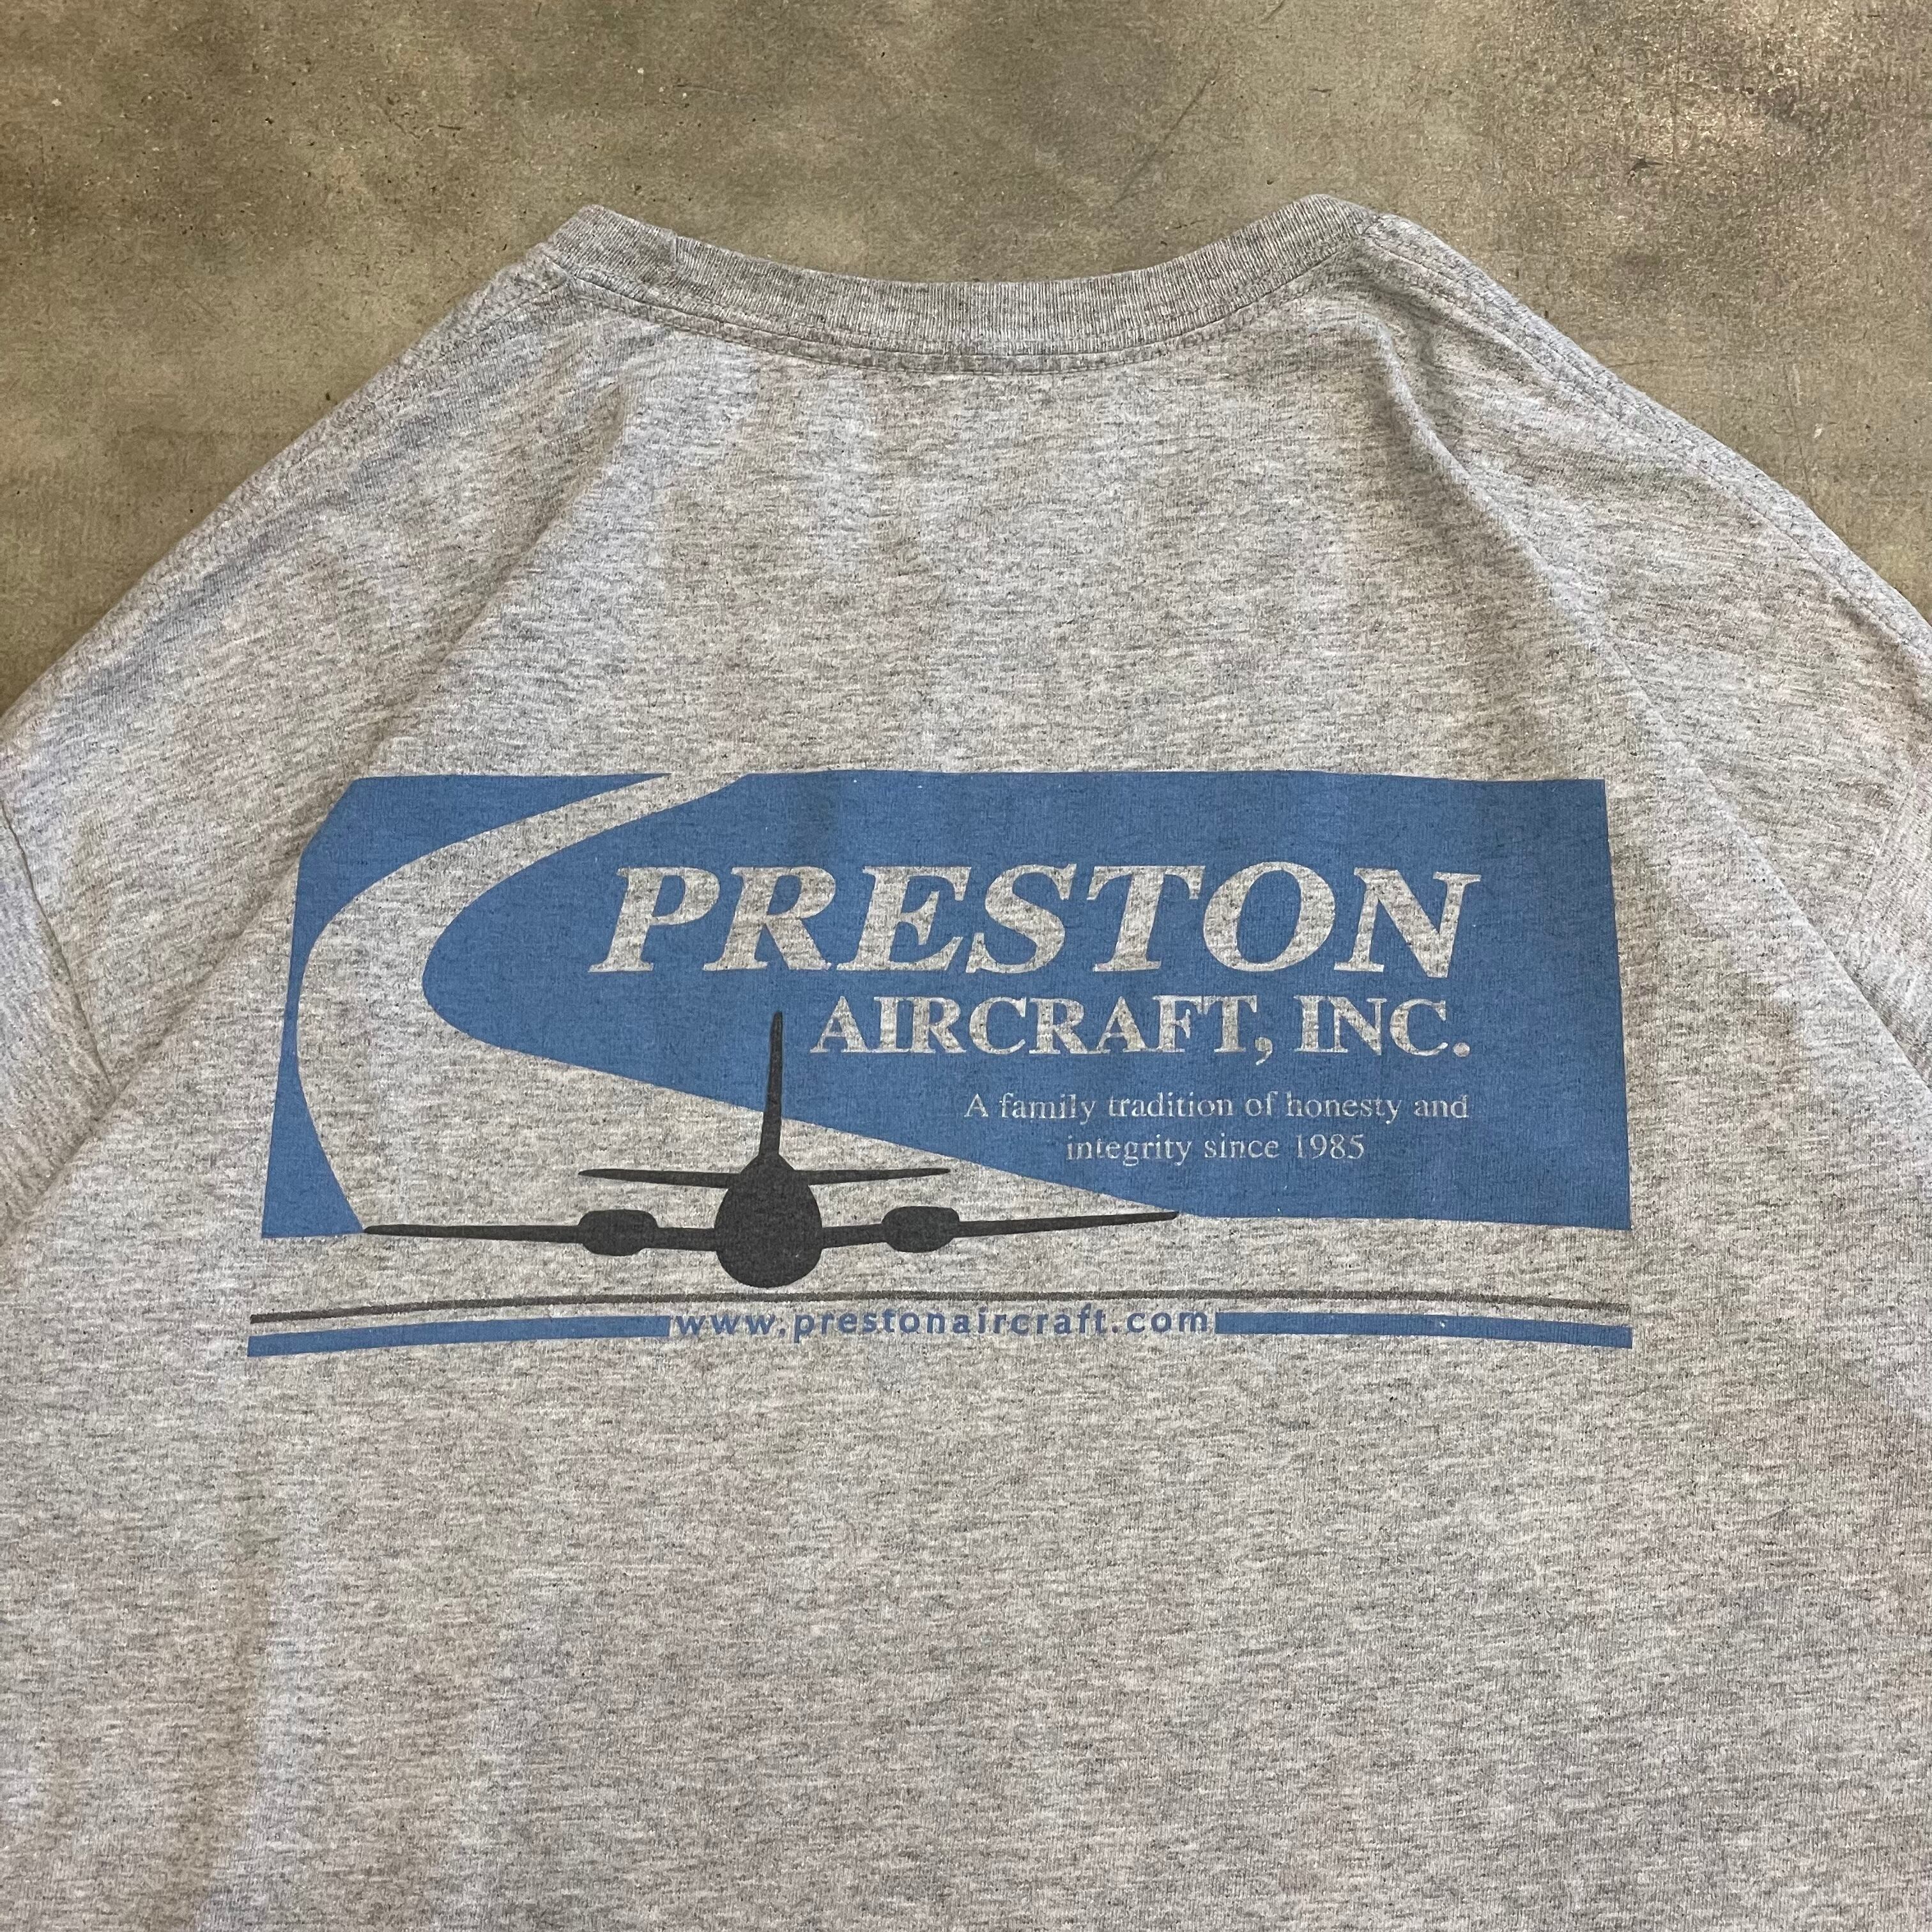 PRESTON
AIRCRAFT, INC.
A family tradition of honesty and
integrity since 1985
www.prestonaircraft.com